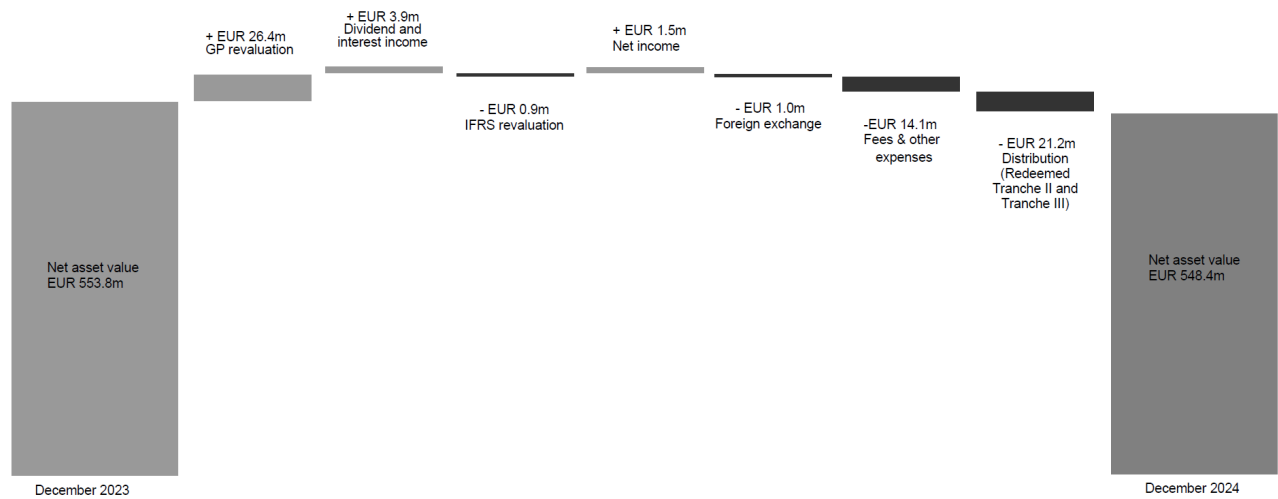 + EUR 26.4m
GP revaluation
+ EUR 3.9m
Dividend and
interest income
- EUR 0.9m
IFRS revaluation
+ EUR 1.5m
Net income
- EUR 1.0m
Foreign exchange
-EUR 14.1m
Fees & other
expenses
- EUR 21.2m
Distribution
(Redeemed
Tranche II and
Tranche III)
Net asset value
EUR 553.8m
Net asset value
EUR 548.4m
December 2023
December 2024